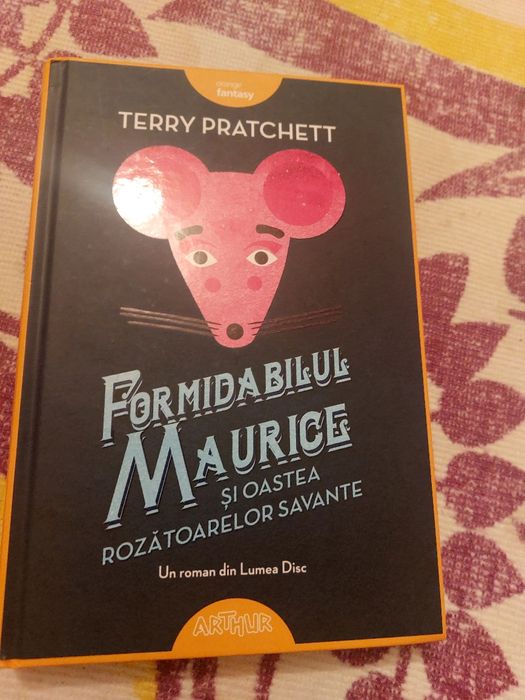 orange
fantasy
TERRY PRATCHETT
FORMIDABILUL
MAURICE
ȘI OASTEA
ROZĂTOARELOR SAVANTE
Un roman din Lumea Disc
ARTHUR